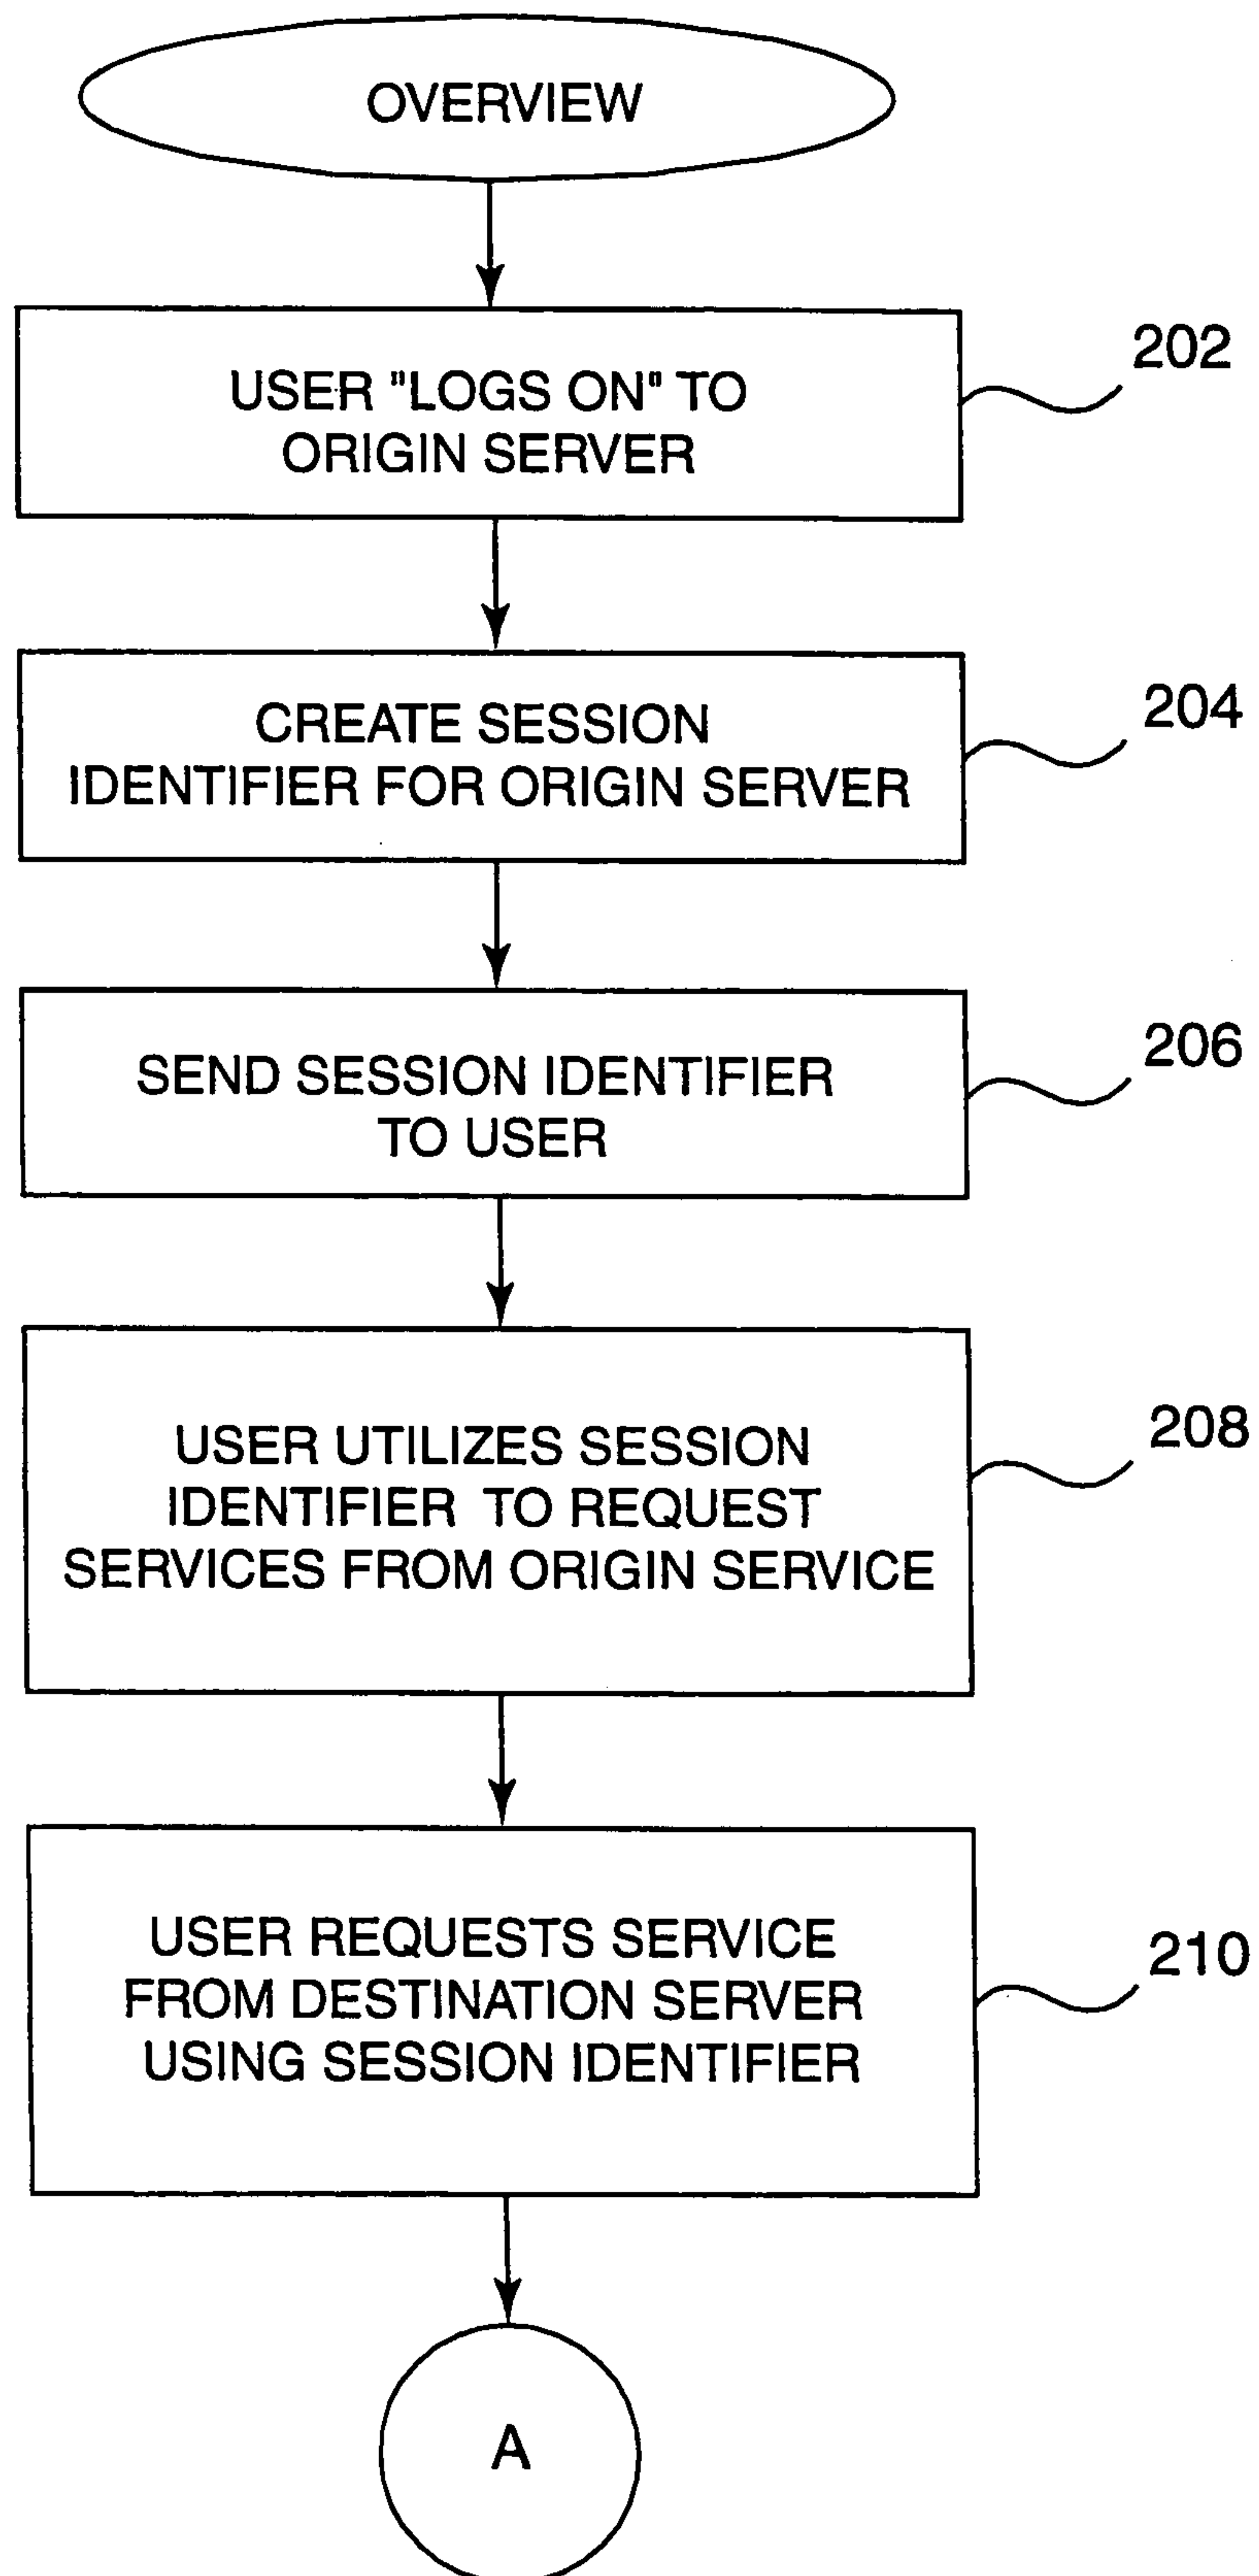 OVERVIEW
USER "LOGS ON" TO
ORIGIN SERVER
202
CREATE SESSION
IDENTIFIER FOR ORIGIN SERVER
204
SEND SESSION IDENTIFIER
TO USER
206
USER UTILIZES SESSION
IDENTIFIER TO REQUEST
SERVICES FROM ORIGIN SERVICE
208
USER REQUESTS SERVICE
FROM DESTINATION SERVER
USING SESSION IDENTIFIER
210
A